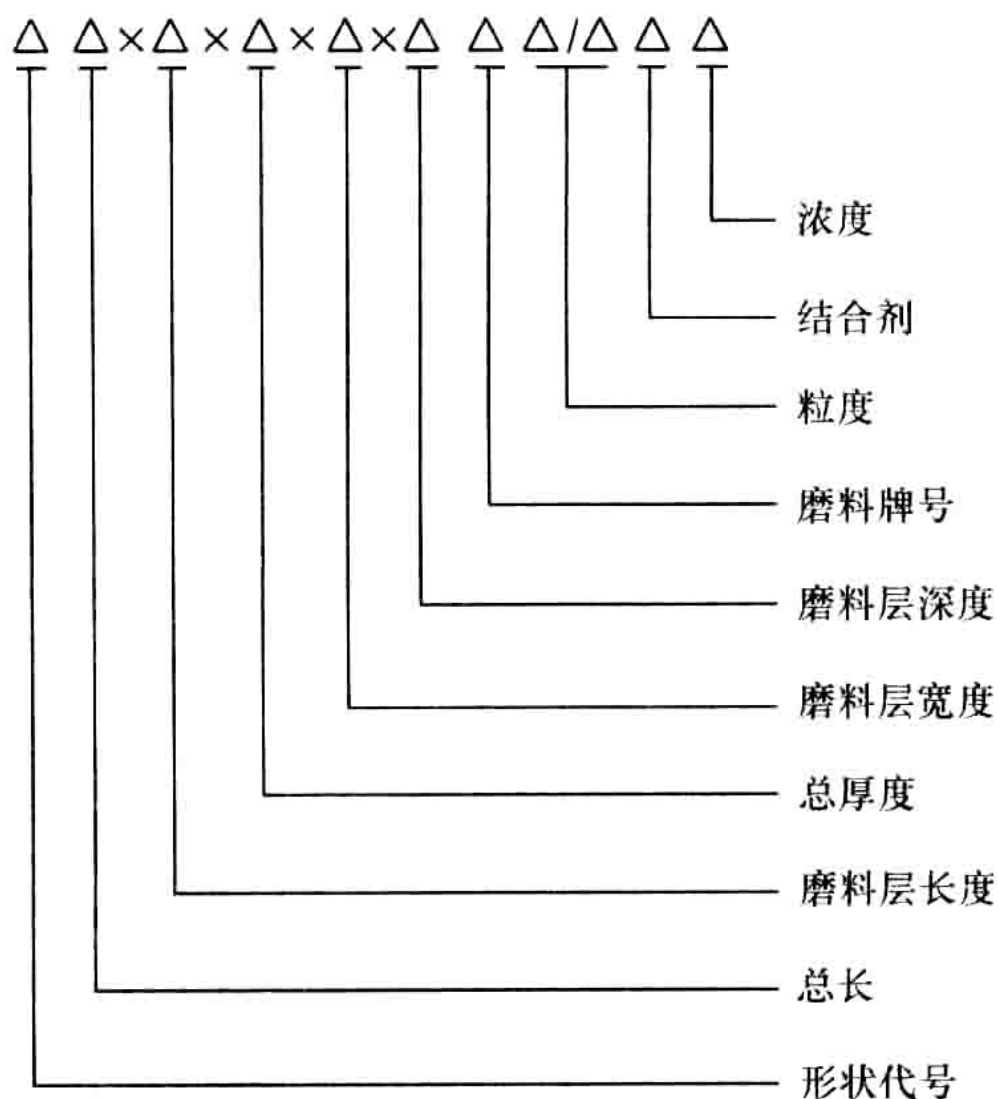 △ △×△×△×△×△ △ △/△ △ △
浓度
结合剂
粒度
磨料牌号
磨料层深度
磨料层宽度
总厚度
磨料层长度
总长
形状代号